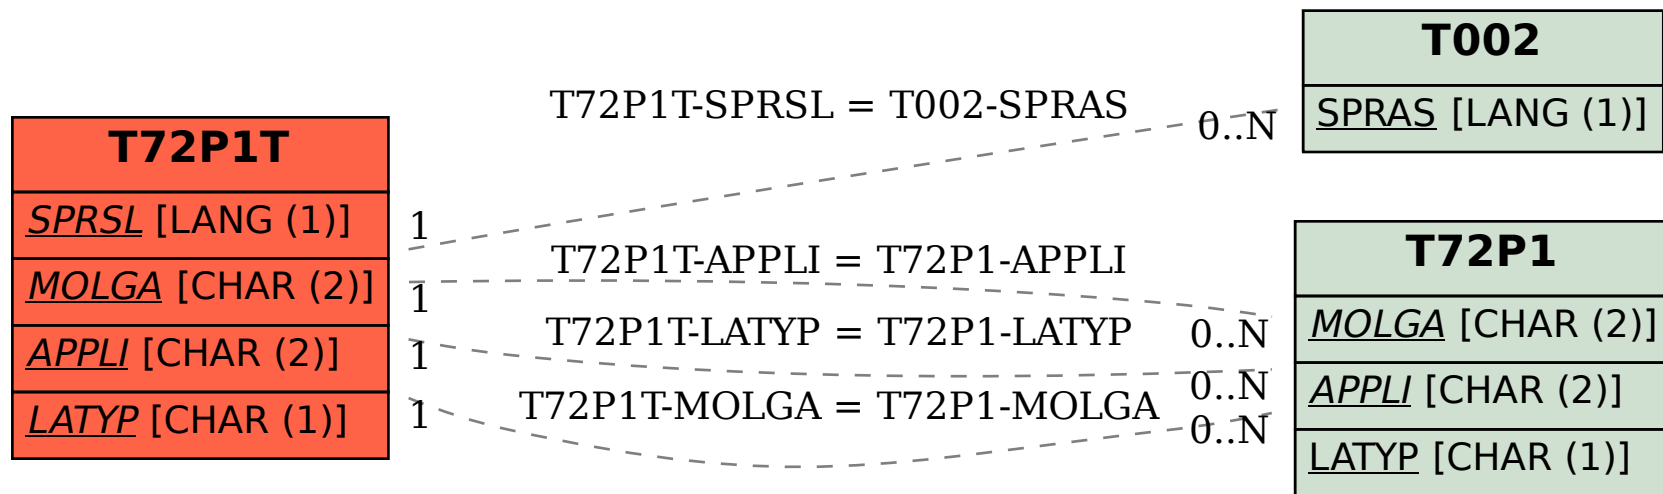 T72P1T
SPRSL [LANG (1)]
MOLGA [CHAR (2)]
APPLI [CHAR (2)]
LATYP [CHAR (1)]
T72P1T-SPRSL = T002-SPRAS
1
0..N
T72P1T-APPLI = T72P1-APPLI
1
0..N
T72P1T-LATYP = T72P1-LATYP
1
0..N
T72P1T-MOLGA = T72P1-MOLGA
1
0..N
T002
SPRAS [LANG (1)]
T72P1
MOLGA [CHAR (2)]
APPLI [CHAR (2)]
LATYP [CHAR (1)]